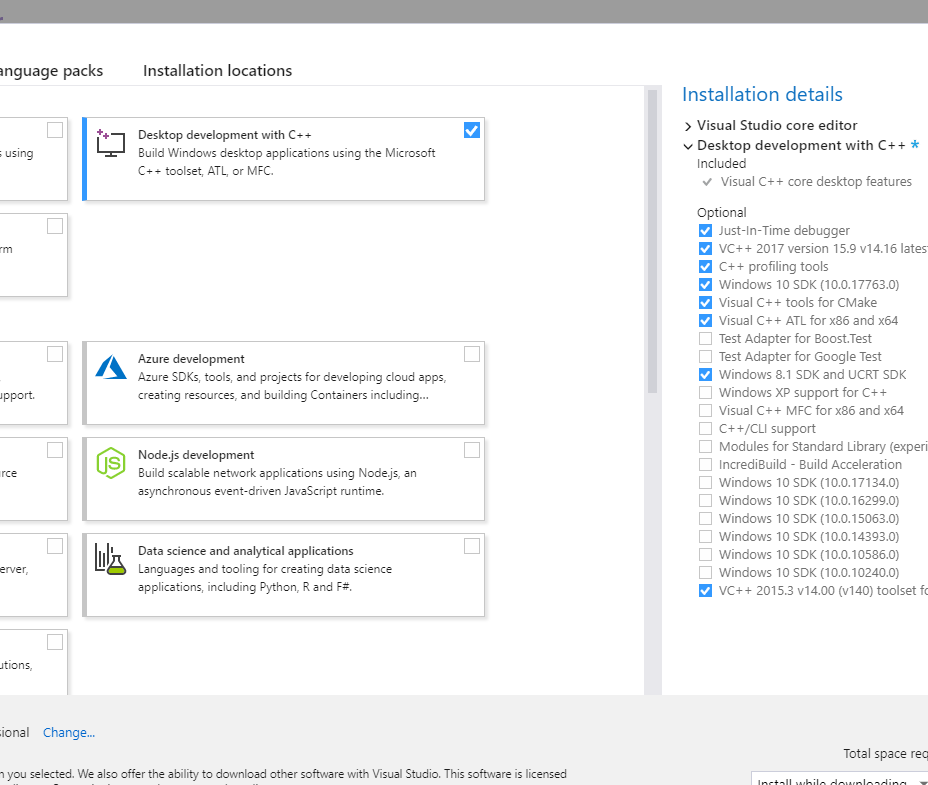 anguage packs
Installation locations
s using
rm
upport.
rce
erver,
utions,
Desktop development with C++
Build Windows desktop applications using the Microsoft
C++ toolset, ATL, or MFC.
Azure development
Azure SDKs, tools, and projects for developing cloud apps,
creating resources, and building Containers including...
Node.js development
Build scalable network applications using Node.js, an
asynchronous event-driven JavaScript runtime.
Data science and analytical applications
Languages and tooling for creating data science
applications, including Python, R and F#.
Installation details
Visual Studio core editor
Desktop development with C++ *
Included
Visual C++ core desktop features
Optional
Just-In-Time debugger
VC++ 2017 version 15.9 v14.16 lates
C++ profiling tools
Windows 10 SDK (10.0.17763.0)
Visual C++ tools for CMake
Visual C++ ATL for x86 and x64
Test Adapter for Boost.Test
Test Adapter for Google Test
Windows 8.1 SDK and UCRT SDK
Windows XP support for C++
Visual C++ MFC for x86 and x64
C++/CLI support
Modules for Standard Library (experi
IncrediBuild - Build Acceleration
Windows 10 SDK (10.0.17134.0)
Windows 10 SDK (10.0.16299.0)
Windows 10 SDK (10.0.15063.0)
Windows 10 SDK (10.0.14393.0)
Windows 10 SDK (10.0.10586.0)
Windows 10 SDK (10.0.10240.0)
VC++ 2015.3 v14.00 (v140) toolset fo
sional Change...
Total space req
n you selected. We also offer the ability to download other software with Visual Studio. This software is licensed
Install while downloading